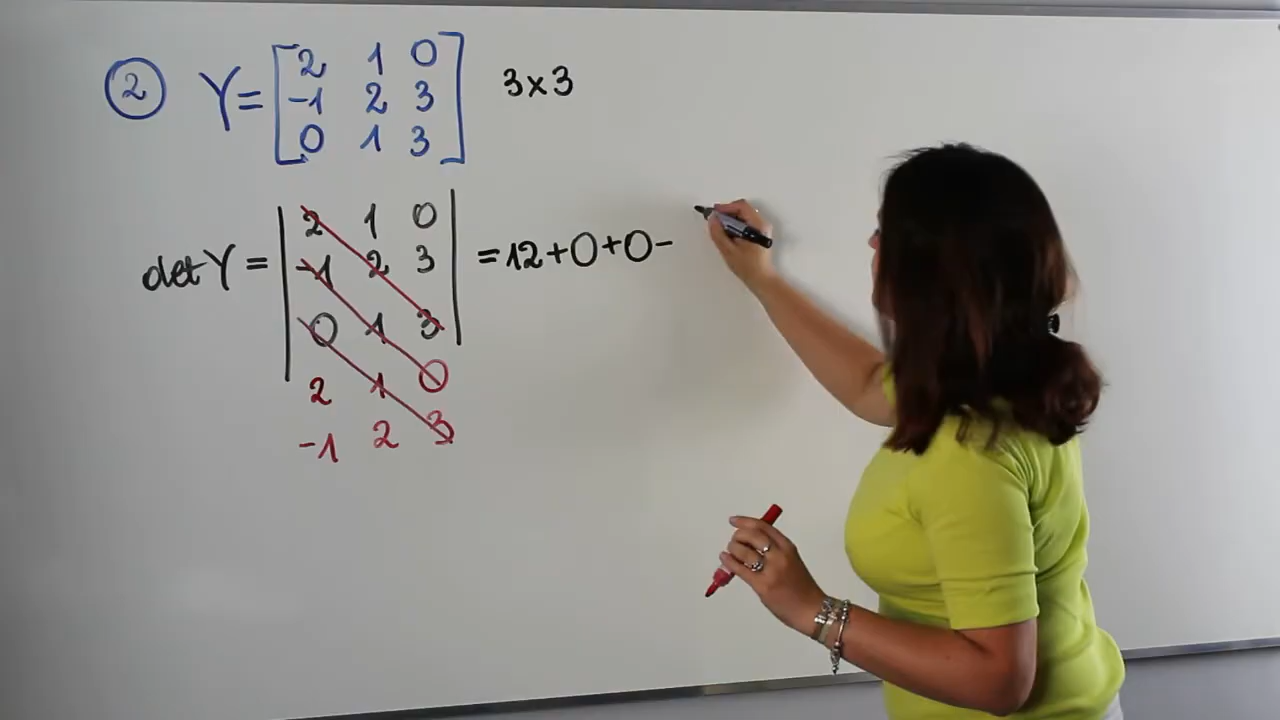 ② Y = [2 1 0 3x3
-1 2 3
0 1 3]
det Y = |2 1 0
-1 2 3 = 12+0+0-
0 1 3|
2 1 0
-1 2 3